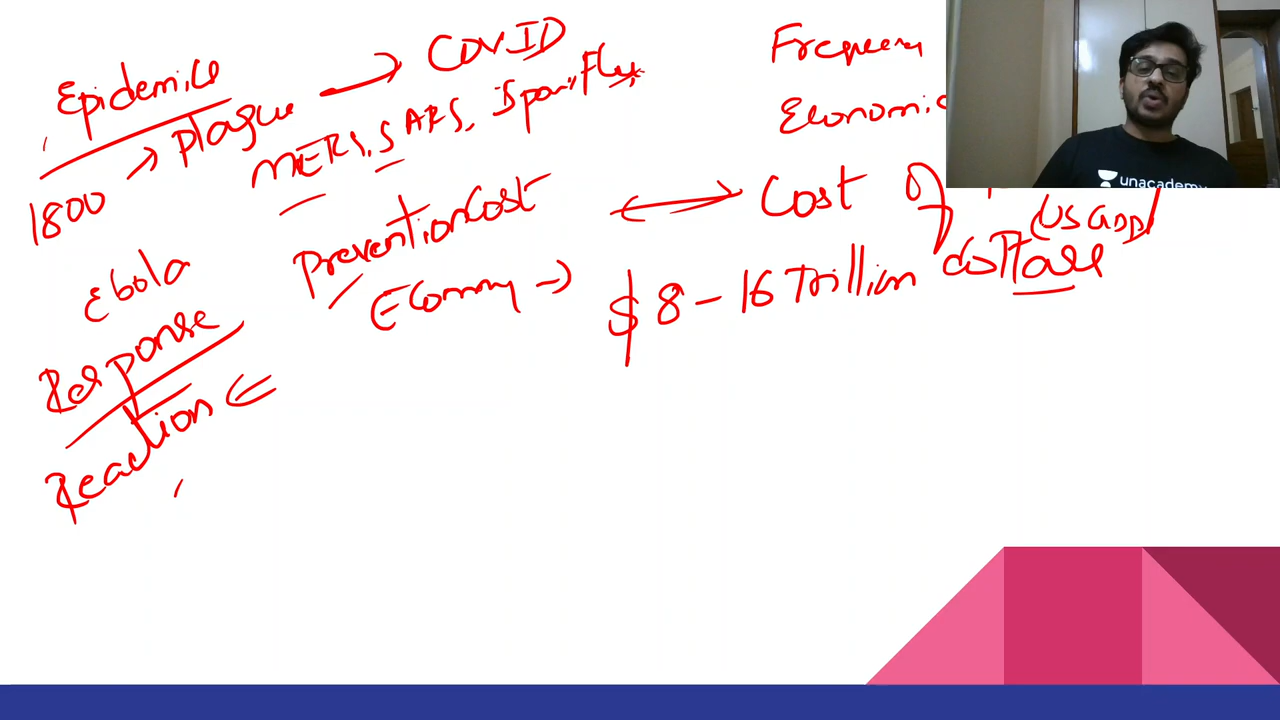 Epidemics
1800 → Plague → COVID
MERS, SARS, Spanish Flu
Ebola
Prevention Cost ↔ Cost of
(US GDP)
Economy → $ 8 - 16 Trillion dollars
Response
Reaction ←
Frequency
Economic
unacademy